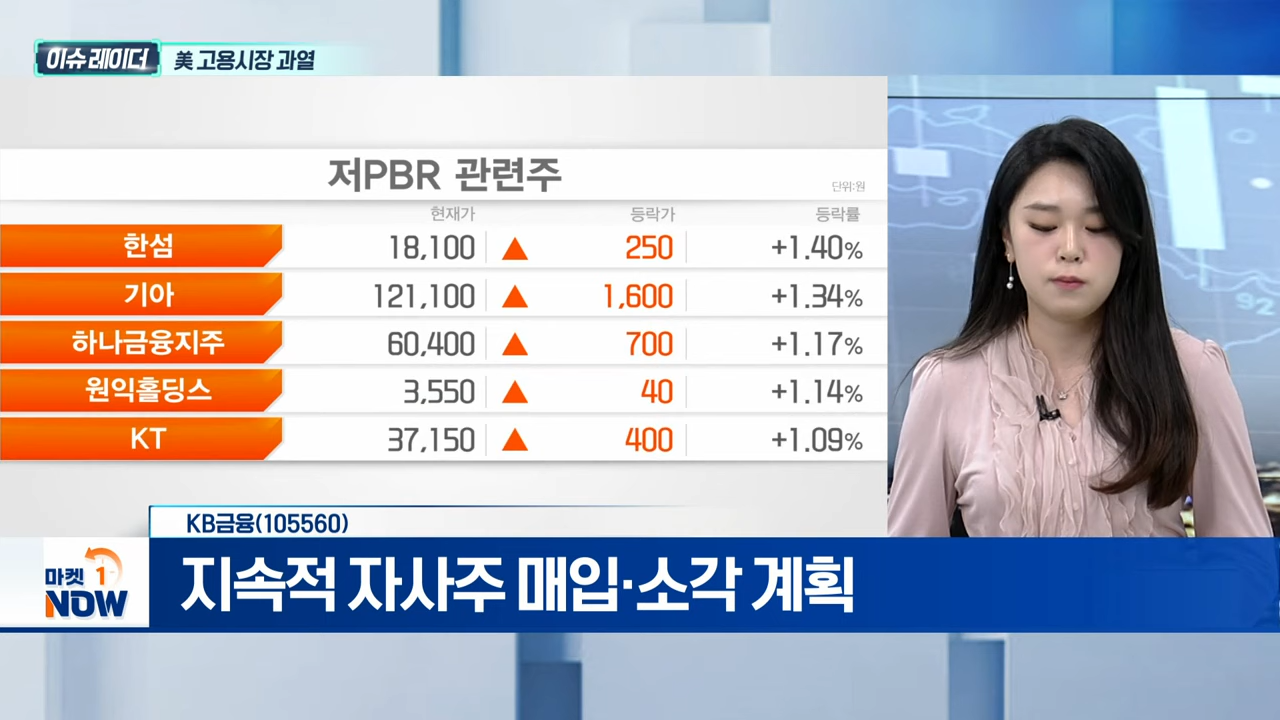 이슈 레이더 美 고용시장 과열
저PBR 관련주
단위:원
현재가 등락가 등락률
한섬 18,100 ▲ 250 +1.40%
기아 121,100 ▲ 1,600 +1.34%
하나금융지주 60,400 ▲ 700 +1.17%
원익홀딩스 3,550 ▲ 40 +1.14%
KT 37,150 ▲ 400 +1.09%
92
KB금융(105560)
마켓 1
NOW
지속적 자사주 매입·소각 계획